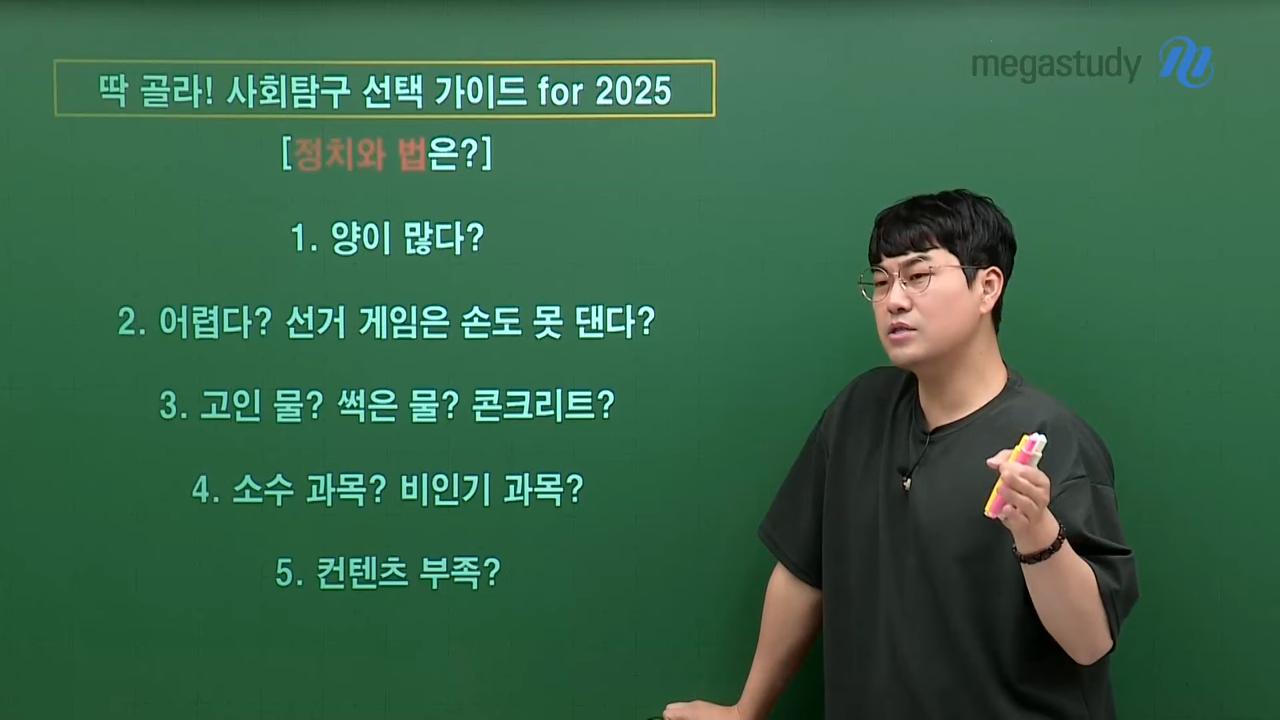 megastudy
딱 골라! 사회탐구 선택 가이드 for 2025
[정치와 법은?]
1. 양이 많다?
2. 어렵다? 선거 게임은 손도 못 댄다?
3. 고인 물? 썩은 물? 콘크리트?
4. 소수 과목? 비인기 과목?
5. 컨텐츠 부족?